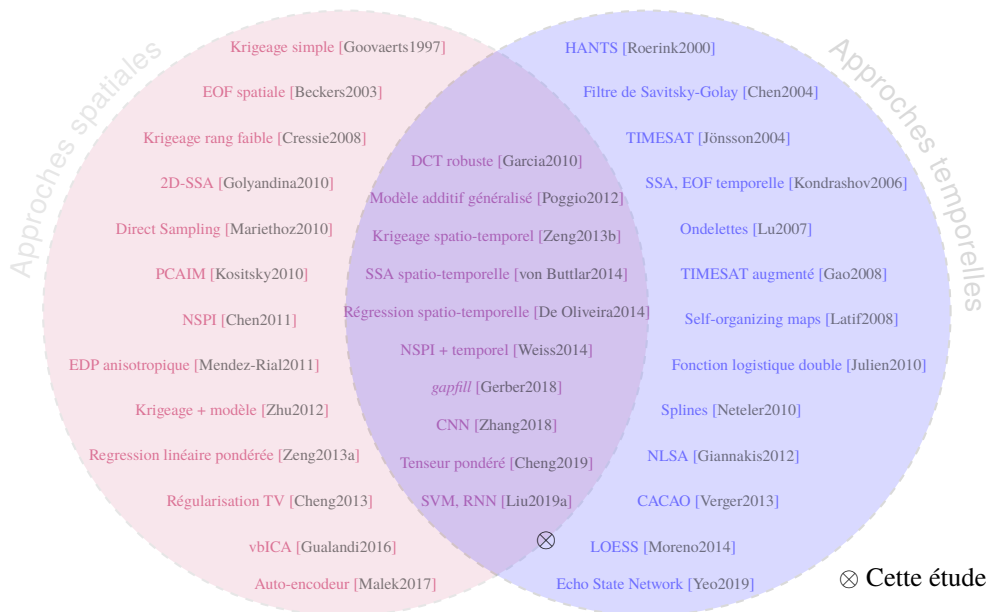 Approches spatiales
Krigeage simple [Goovaerts1997]
EOF spatiale [Beckers2003]
Krigeage rang faible [Cressie2008]
2D-SSA [Golyandina2010]
Direct Sampling [Mariethoz2010]
PCAIM [Kositsky2010]
NSPI [Chen2011]
EDP anisotropique [Mendez-Rial2011]
Krigeage + modèle [Zhu2012]
Regression linéaire pondérée [Zeng2013a]
Régularisation TV [Cheng2013]
vbICA [Gualandi2016]
Auto-encodeur [Malek2017]
DCT robuste [Garcia2010]
Modèle additif généralisé [Poggio2012]
Krigeage spatio-temporel [Zeng2013b]
SSA spatio-temporelle [von Buttlar2014]
Régression spatio-temporelle [De Oliveira2014]
NSPI + temporel [Weiss2014]
gapfill [Gerber2018]
CNN [Zhang2018]
Tenseur pondéré [Cheng2019]
SVM, RNN [Liu2019a]
⊗
Approches temporelles
HANTS [Roerink2000]
Filtre de Savitsky-Golay [Chen2004]
TIMESAT [Jönsson2004]
SSA, EOF temporelle [Kondrashov2006]
Ondelettes [Lu2007]
TIMESAT augmenté [Gao2008]
Self-organizing maps [Latif2008]
Fonction logistique double [Julien2010]
Splines [Neteler2010]
NLSA [Giannakis2012]
CACAO [Verger2013]
LOESS [Moreno2014]
Echo State Network [Yeo2019]
⊗ Cette étude